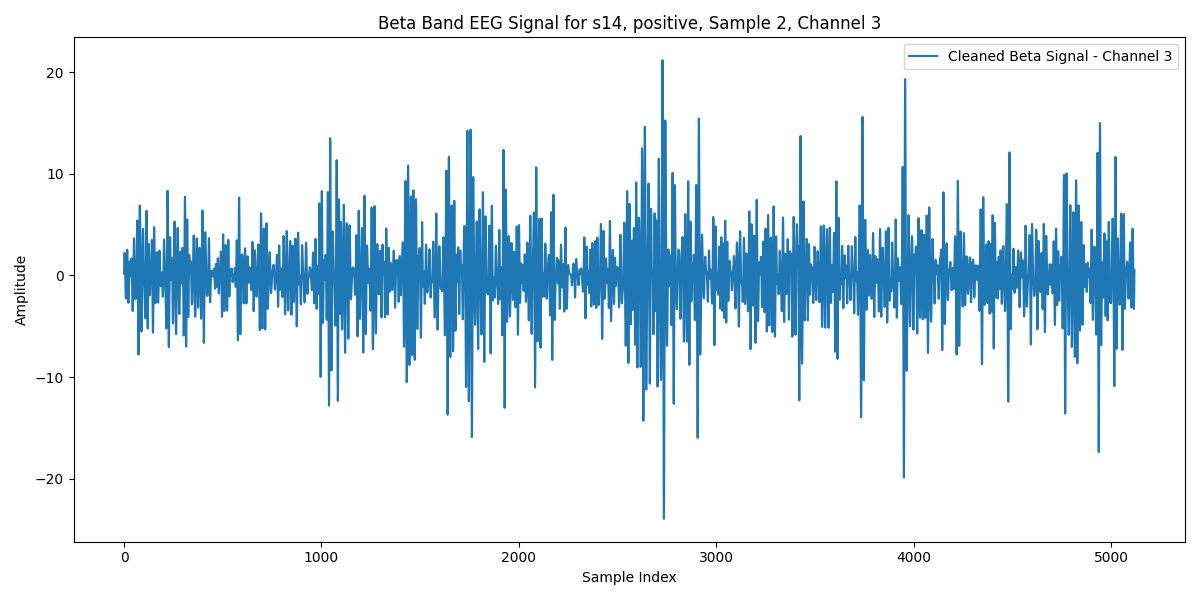 Beta Band EEG Signal for s14, positive, Sample 2, Channel 3
Cleaned Beta Signal - Channel 3
Amplitude
20
10
0
−10
−20
0 1000 2000 3000 4000 5000
Sample Index